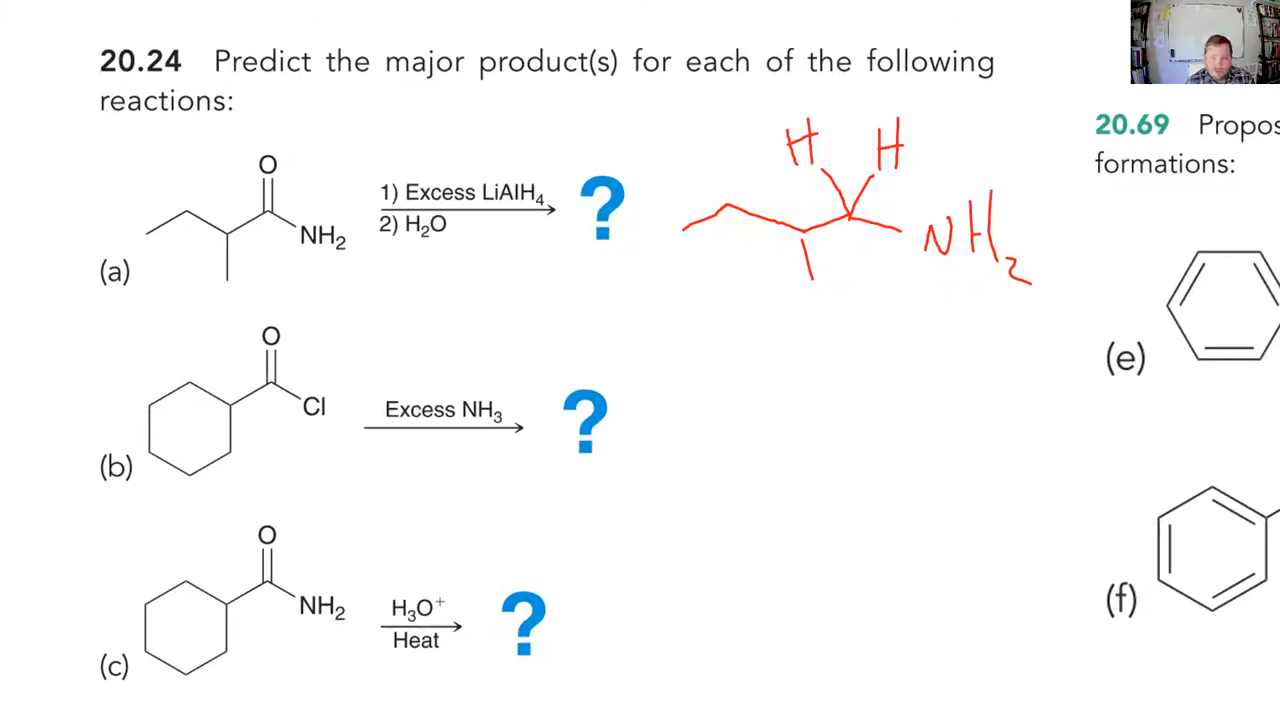 20.24 Predict the major product(s) for each of the following
reactions:
O
NH2
(a)
1) Excess LiAlH4
2) H2O
?
H H
NH2
O
Cl
(b)
Excess NH3
?
O
NH2
(c)
H3O+
Heat
?
20.69 Propos
formations:
(e)
(f)